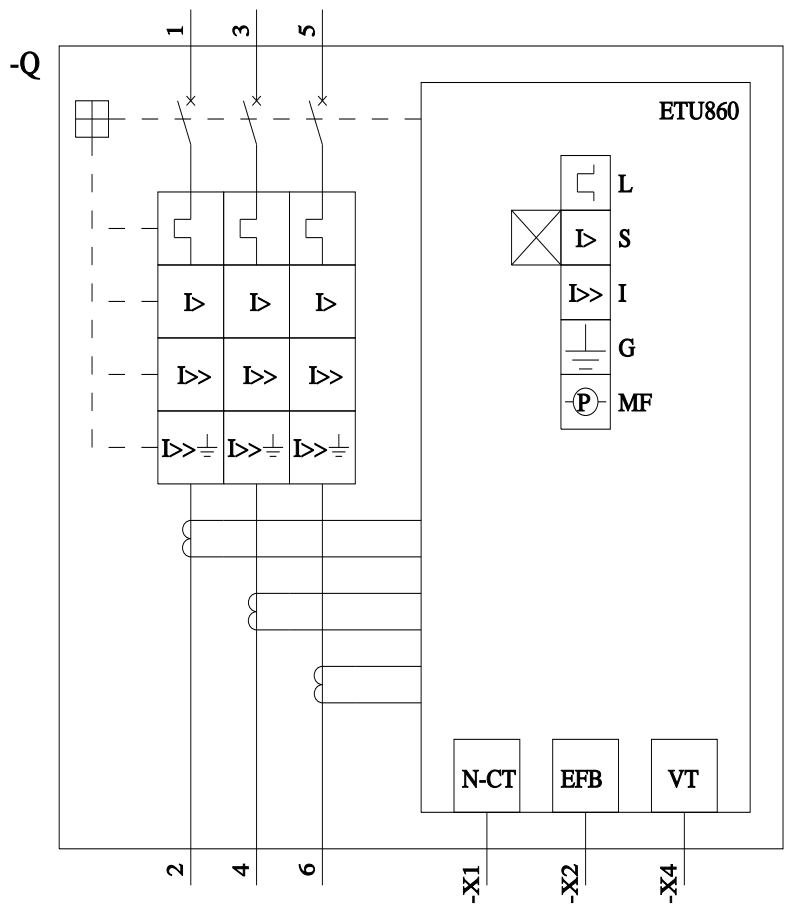 1 3 5
-Q
ETU860
L
I> S
I>> I
G
P MF
I> I> I>
I>> I>> I>>
I>> I>> I>>
N-CT EFB VT
2 4 6 -X1 -X2 -X4